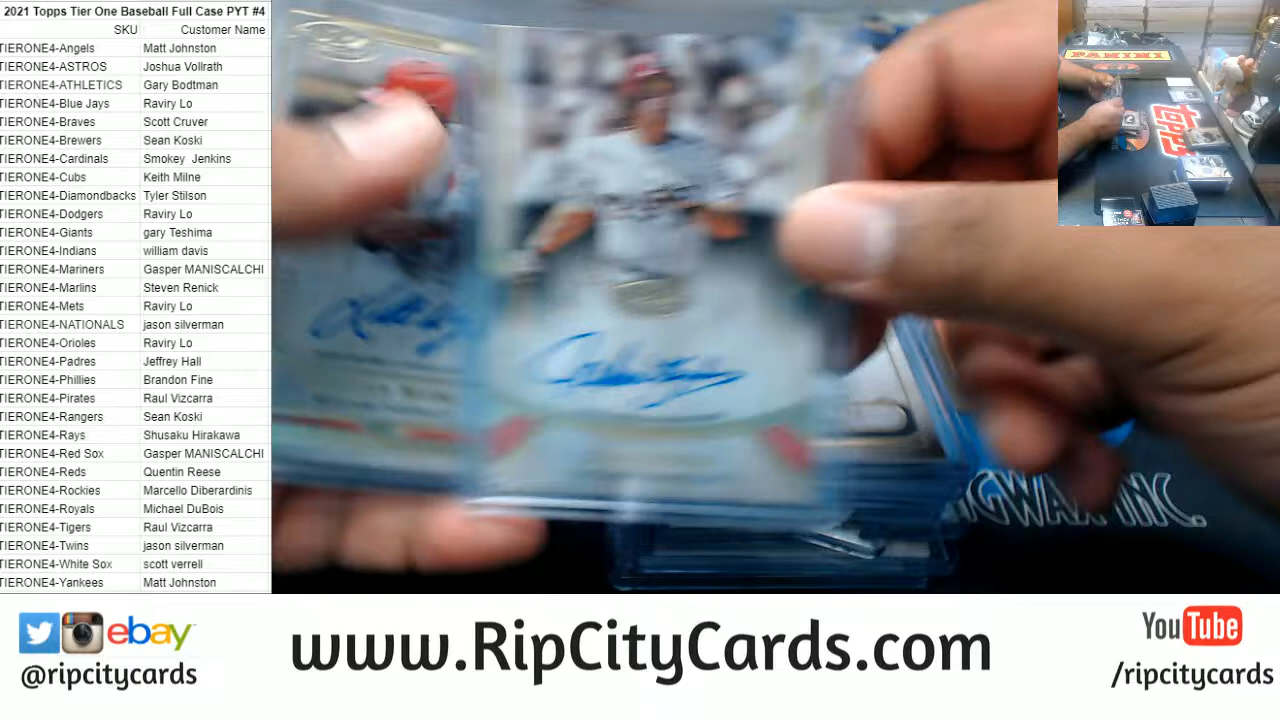 2021 Topps Tier One Baseball Full Case PYT #4
SKU Customer Name
TIERONE4-Angels Matt Johnston
TIERONE4-ASTROS Joshua Vollrath
TIERONE4-ATHLETICS Gary Bodtman
TIERONE4-Blue Jays Raviry Lo
TIERONE4-Braves Scott Cruver
TIERONE4-Brewers Sean Koski
TIERONE4-Cardinals Smokey Jenkins
TIERONE4-Cubs Keith Milne
TIERONE4-Diamondbacks Tyler Stilson
TIERONE4-Dodgers Raviry Lo
TIERONE4-Giants gary Teshima
TIERONE4-Indians william davis
TIERONE4-Mariners Gasper MANISCALCHI
TIERONE4-Marlins Steven Renick
TIERONE4-Mets Raviry Lo
TIERONE4-NATIONALS jason silverman
TIERONE4-Orioles Raviry Lo
TIERONE4-Padres Jeffrey Hall
TIERONE4-Phillies Brandon Fine
TIERONE4-Pirates Raul Vizcarra
TIERONE4-Rangers Sean Koski
TIERONE4-Rays Shusaku Hirakawa
TIERONE4-Red Sox Gasper MANISCALCHI
TIERONE4-Reds Quentin Reese
TIERONE4-Rockies Marcello Diberardinis
TIERONE4-Royals Michael DuBois
TIERONE4-Tigers Raul Vizcarra
TIERONE4-Twins jason silverman
TIERONE4-White Sox scott verrell
TIERONE4-Yankees Matt Johnston
PANINI
TOPPS
GWAX INC.
ebay
@ripcitycards
www.RipCityCards.com
YouTube
/ripcitycards